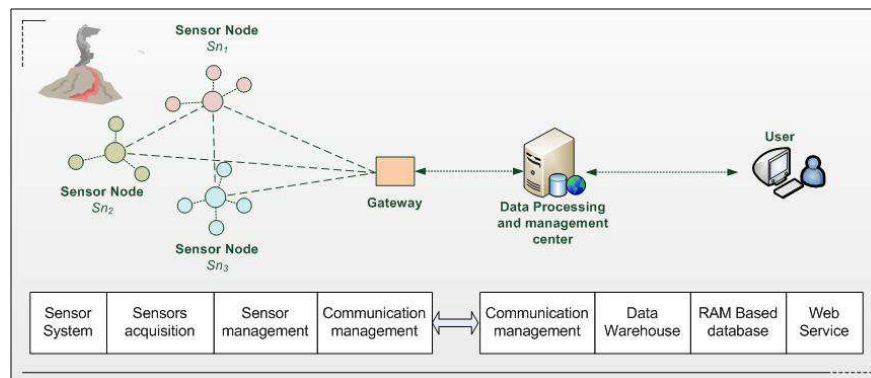 Sensor Node
Sn1
Sensor Node
Sn2
Sensor Node
Sn3
Gateway
Data Processing
and management
center
User
Sensor
System
Sensors
acquisition
Sensor
management
Communication
management
Communication
management
Data
Warehouse
RAM Based
database
Web
Service